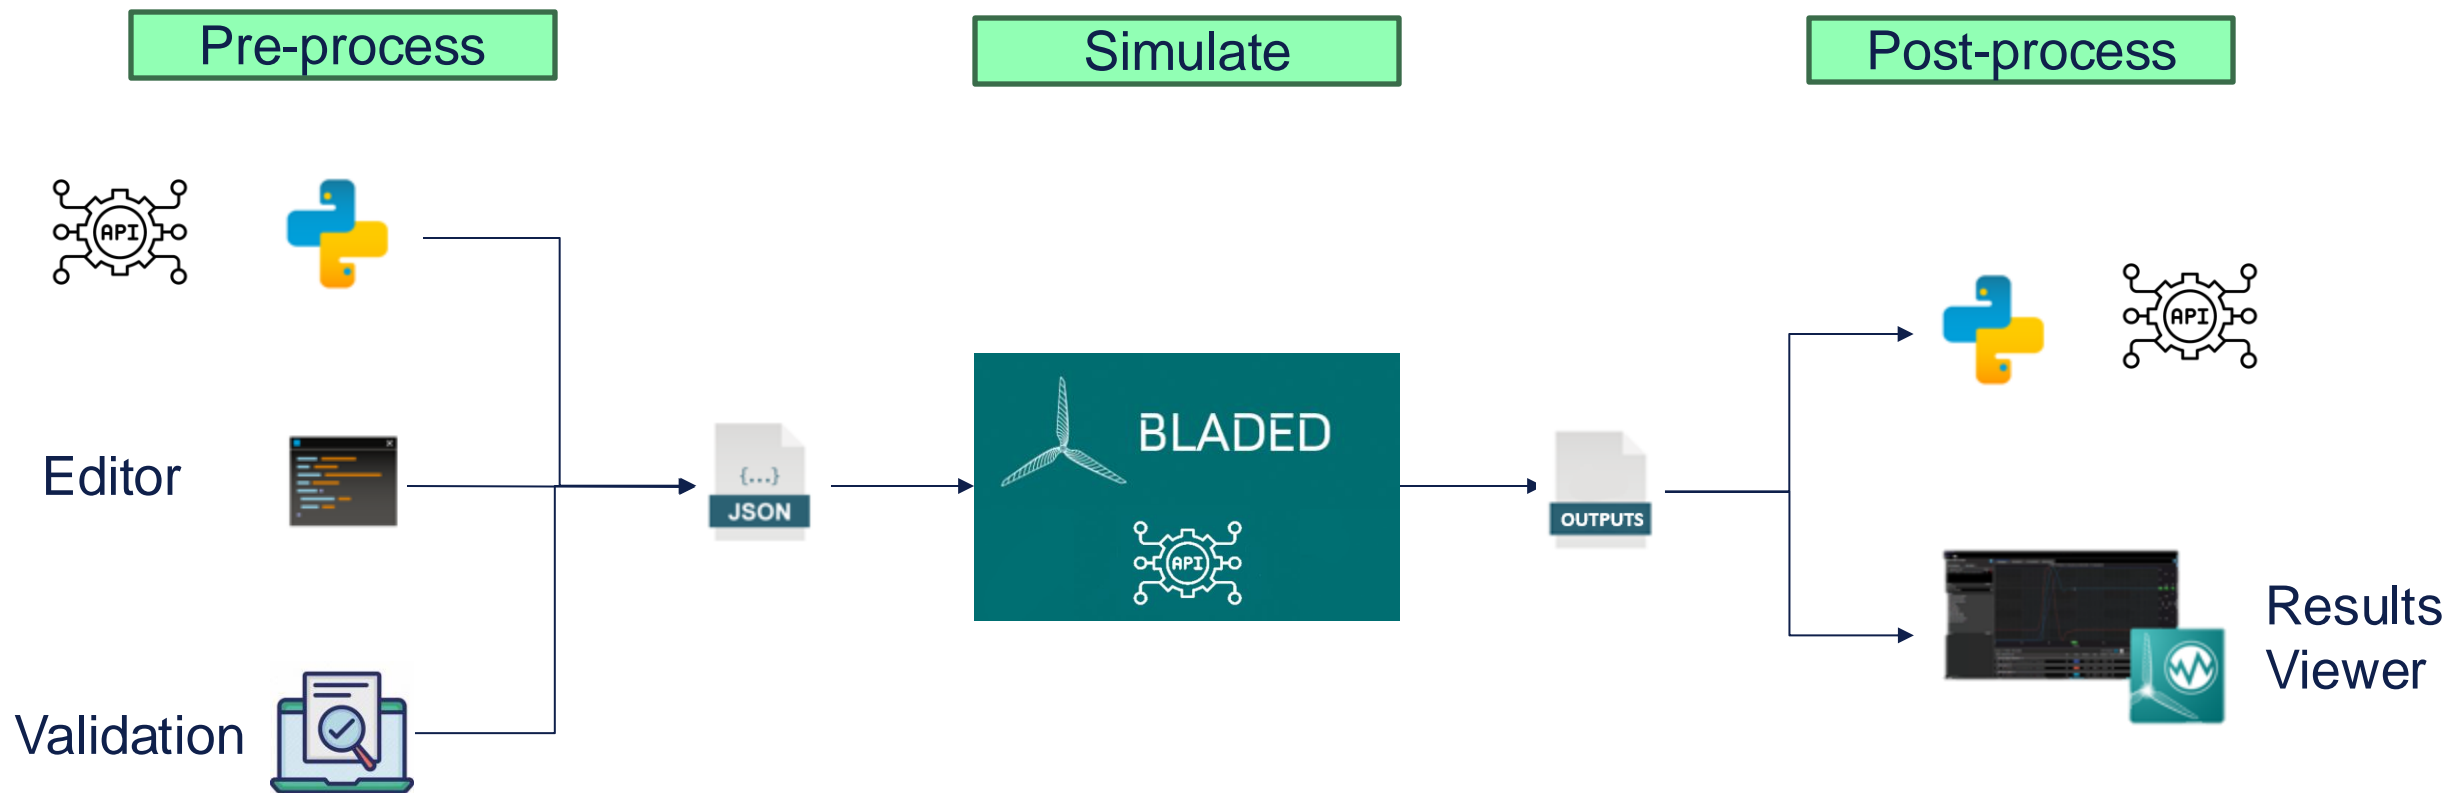 Pre-process
Simulate
Post-process
API
API
Editor
{...}
JSON
BLADED
API
OUTPUTS
Results
Viewer
Validation